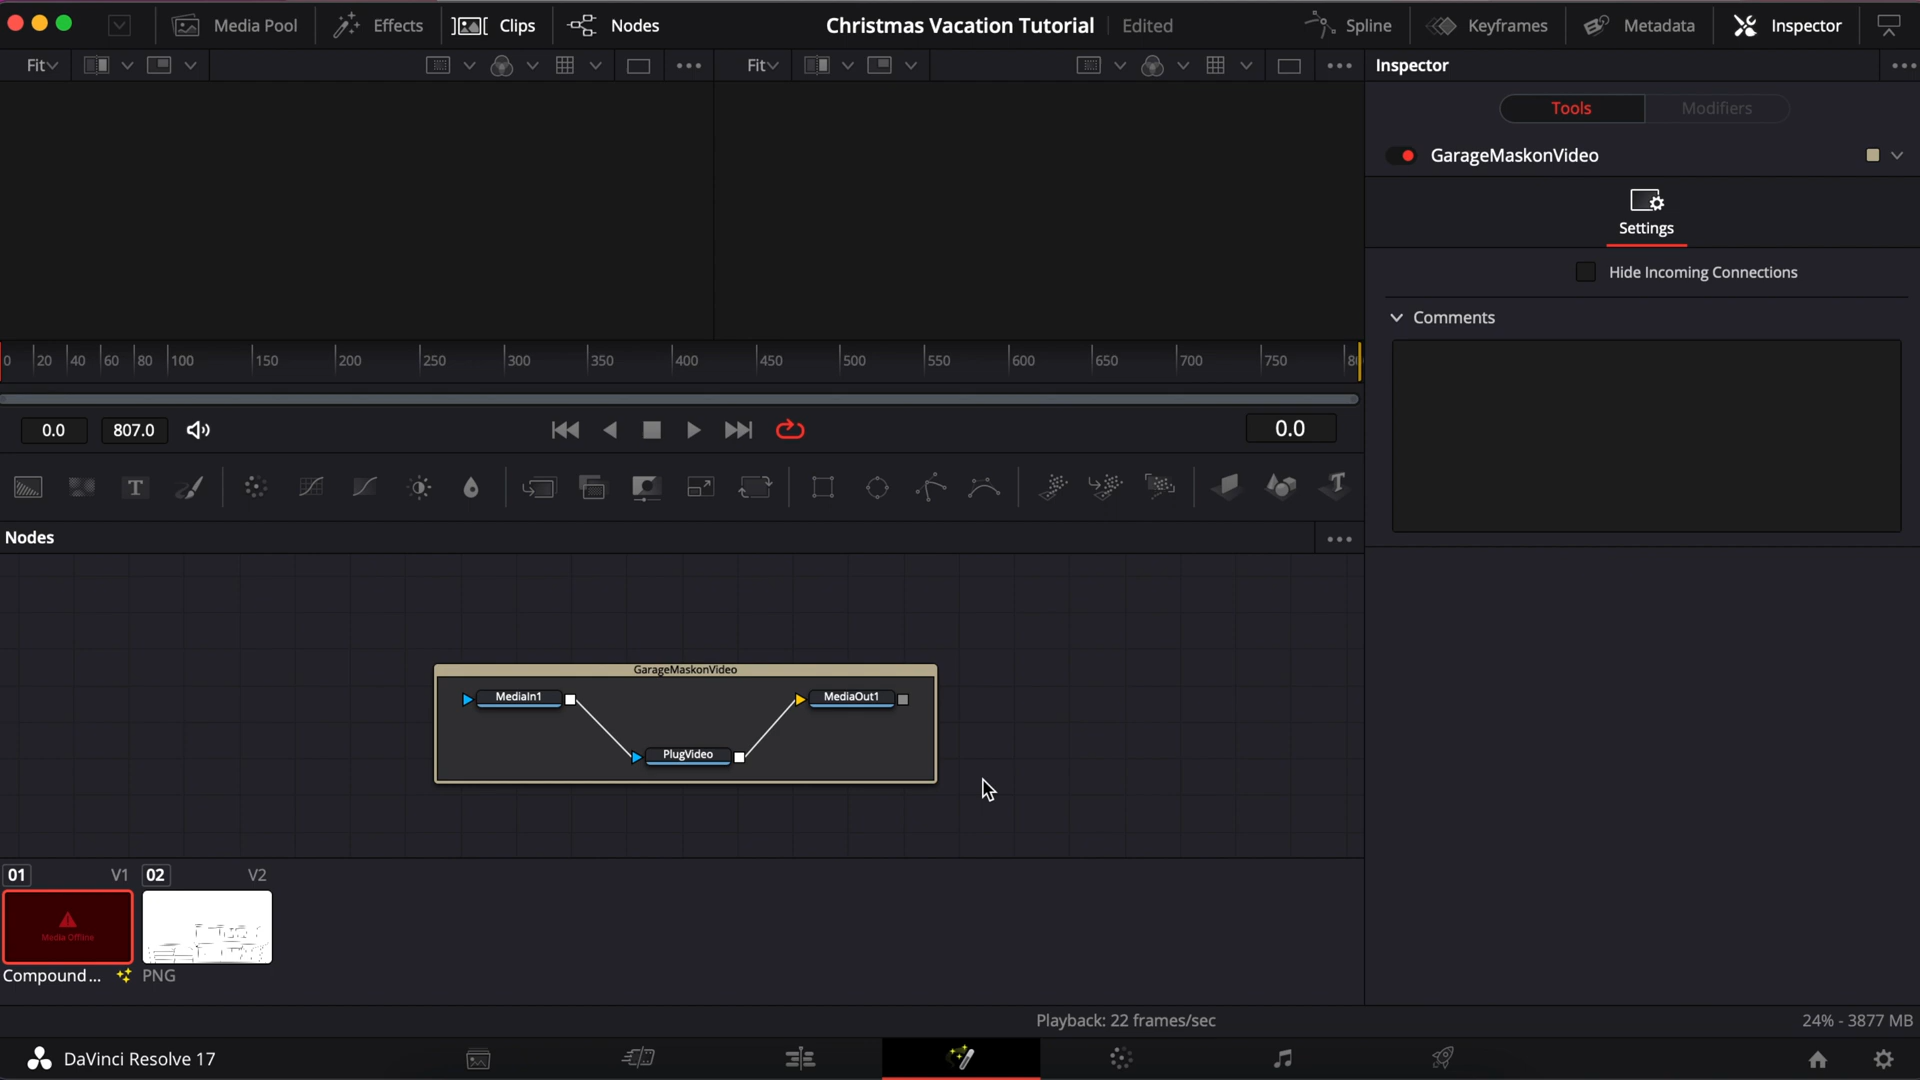 Media Pool
Effects
Clips
Nodes
Christmas Vacation Tutorial
Edited
Spline
Keyframes
Metadata
Inspector
Fit
Fit
Inspector
Tools
Modifiers
GarageMaskonVideo
Settings
Hide Incoming Connections
Comments
0 20 40 60 80 100 150 200 250 300 350 400 450 500 550 600 650 700 750
0.0
807.0
0.0
T
T
Nodes
GarageMaskonVideo
MediaIn1
MediaOut1
PlugVideo
01 V1
02 V2
Media Offline
Compound...
PNG
Playback: 22 frames/sec
24% - 3877 MB
DaVinci Resolve 17